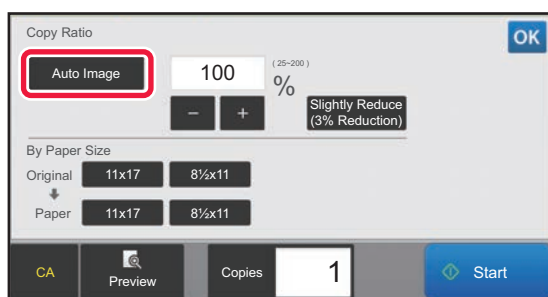 Copy Ratio
OK
Auto Image
100
(25~200)
%
− +
Slightly Reduce
(3% Reduction)
By Paper Size
Original 11x17 8½x11
Paper 11x17 8½x11
CA Preview Copies 1 Start